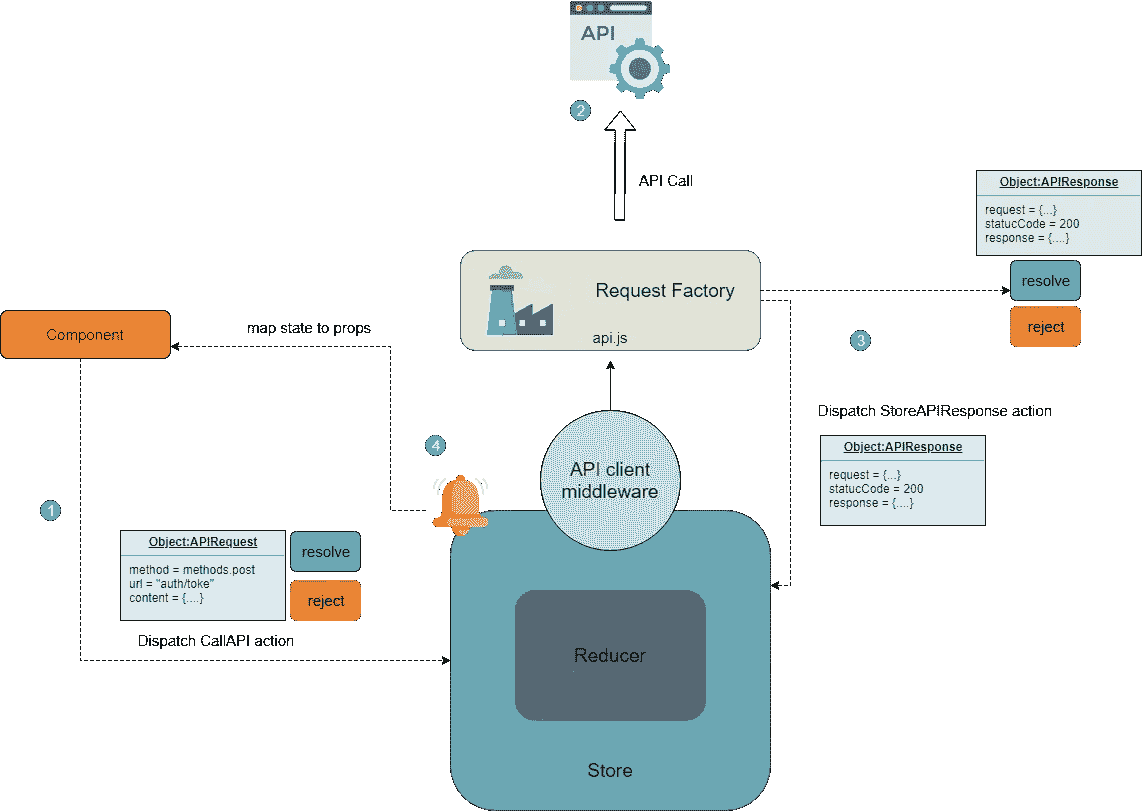 API
2
API Call
Object:APIResponse
request = {...}
statucCode = 200
response = {....}
resolve
reject
Request Factory
api.js
3
Component
map state to props
Dispatch StoreAPIResponse action
Object:APIResponse
request = {...}
statucCode = 200
response = {....}
4
API client
middleware
1
Object:APIRequest
method = methods.post
url = "auth/toke"
content = {....}
resolve
reject
Dispatch CallAPI action
Reducer
Store